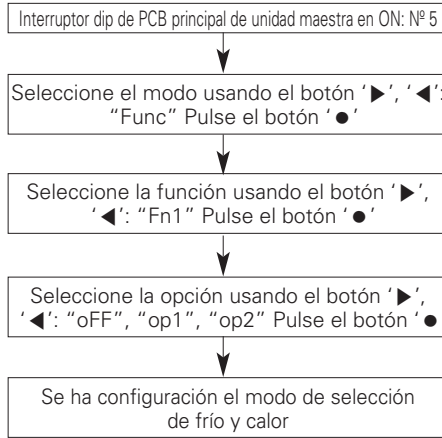 Interruptor dip de PCB principal de unidad maestra en ON: Nº 5
Seleccione el modo usando el botón ‘▶’, ‘◀’:
“Func” Pulse el botón ‘●’
Seleccione la función usando el botón ‘▶’,
‘◀’: “Fn1” Pulse el botón ‘●’
Seleccione la opción usando el botón ‘▶’,
‘◀’: “oFF”, “op1”, “op2” Pulse el botón ‘●
Se ha configuración el modo de selección
de frío y calor